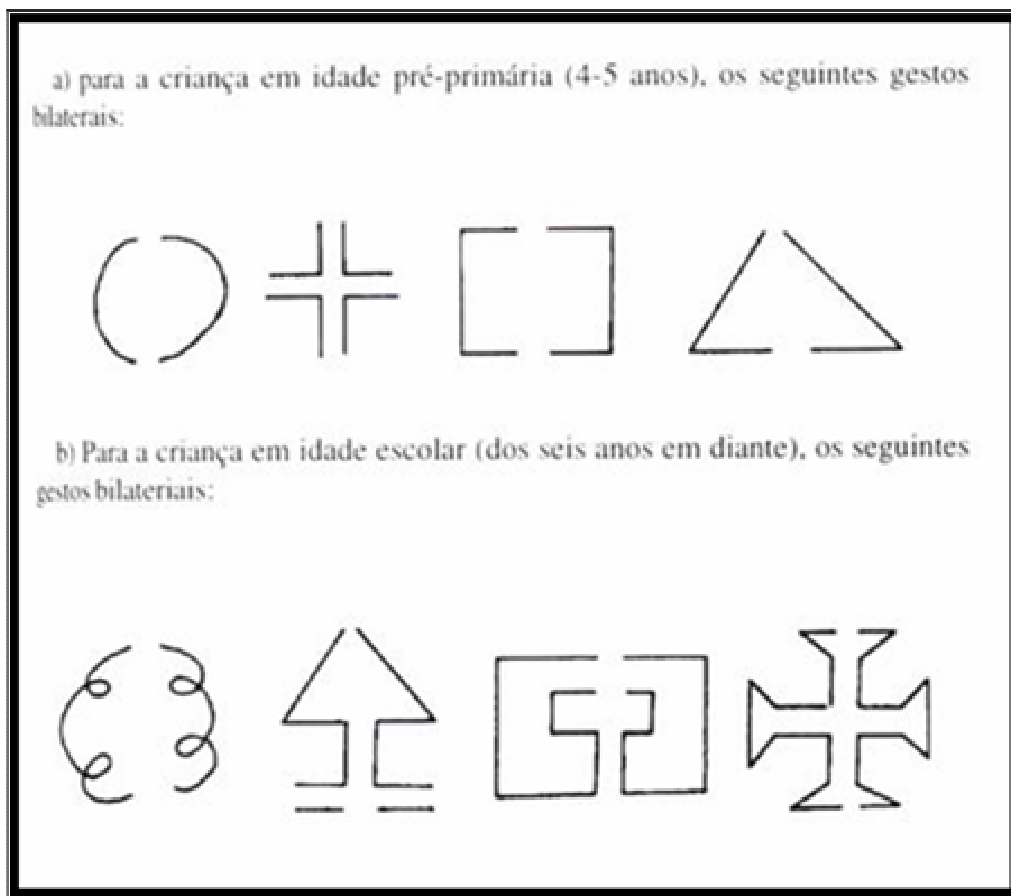 a) para a criança em idade pré-primária (4-5 anos), os seguintes gestos
bilaterais:
b) Para a criança em idade escolar (dos seis anos em diante), os seguintes
gestos bilateriais: